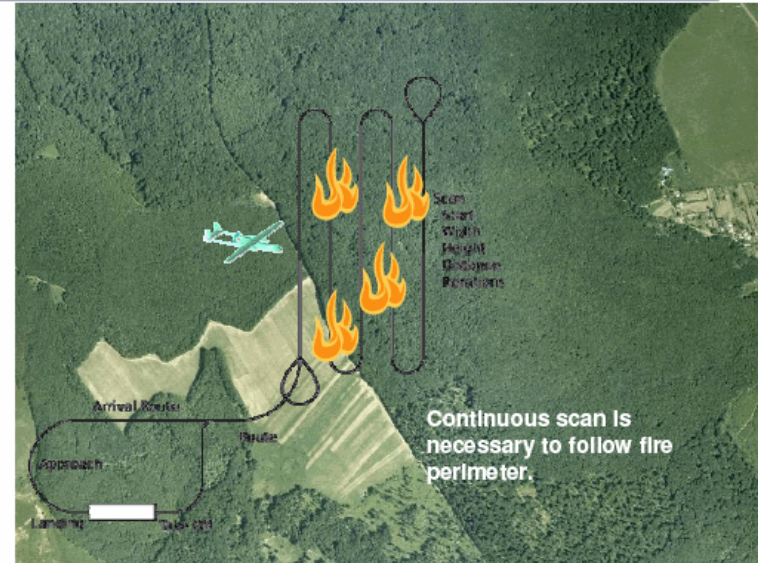 Scan
Start
Width
Height
Distance
Iterations
Arrival Route
Route
Approach
Landing
Take-Off
Continuous scan is
necessary to follow fire
perimeter.